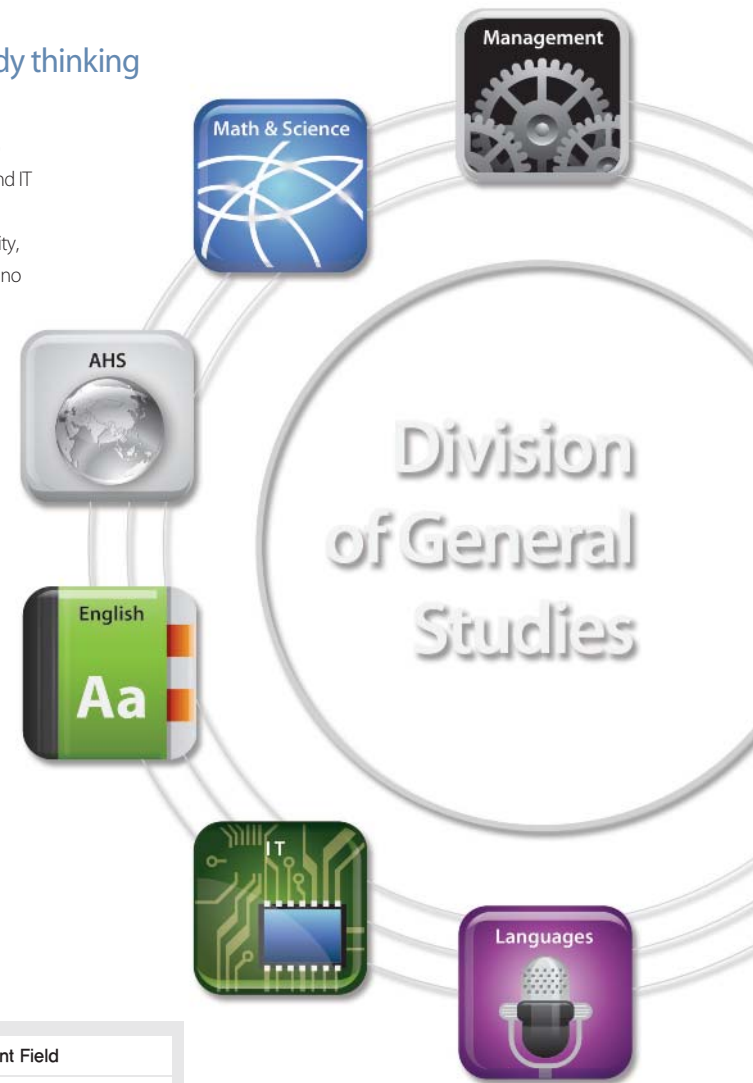 dy thinking
nd IT
ity,
no
Management
Math & Science
AHS
English
Aa
IT
Languages
Division
of General
Studies
nt Field